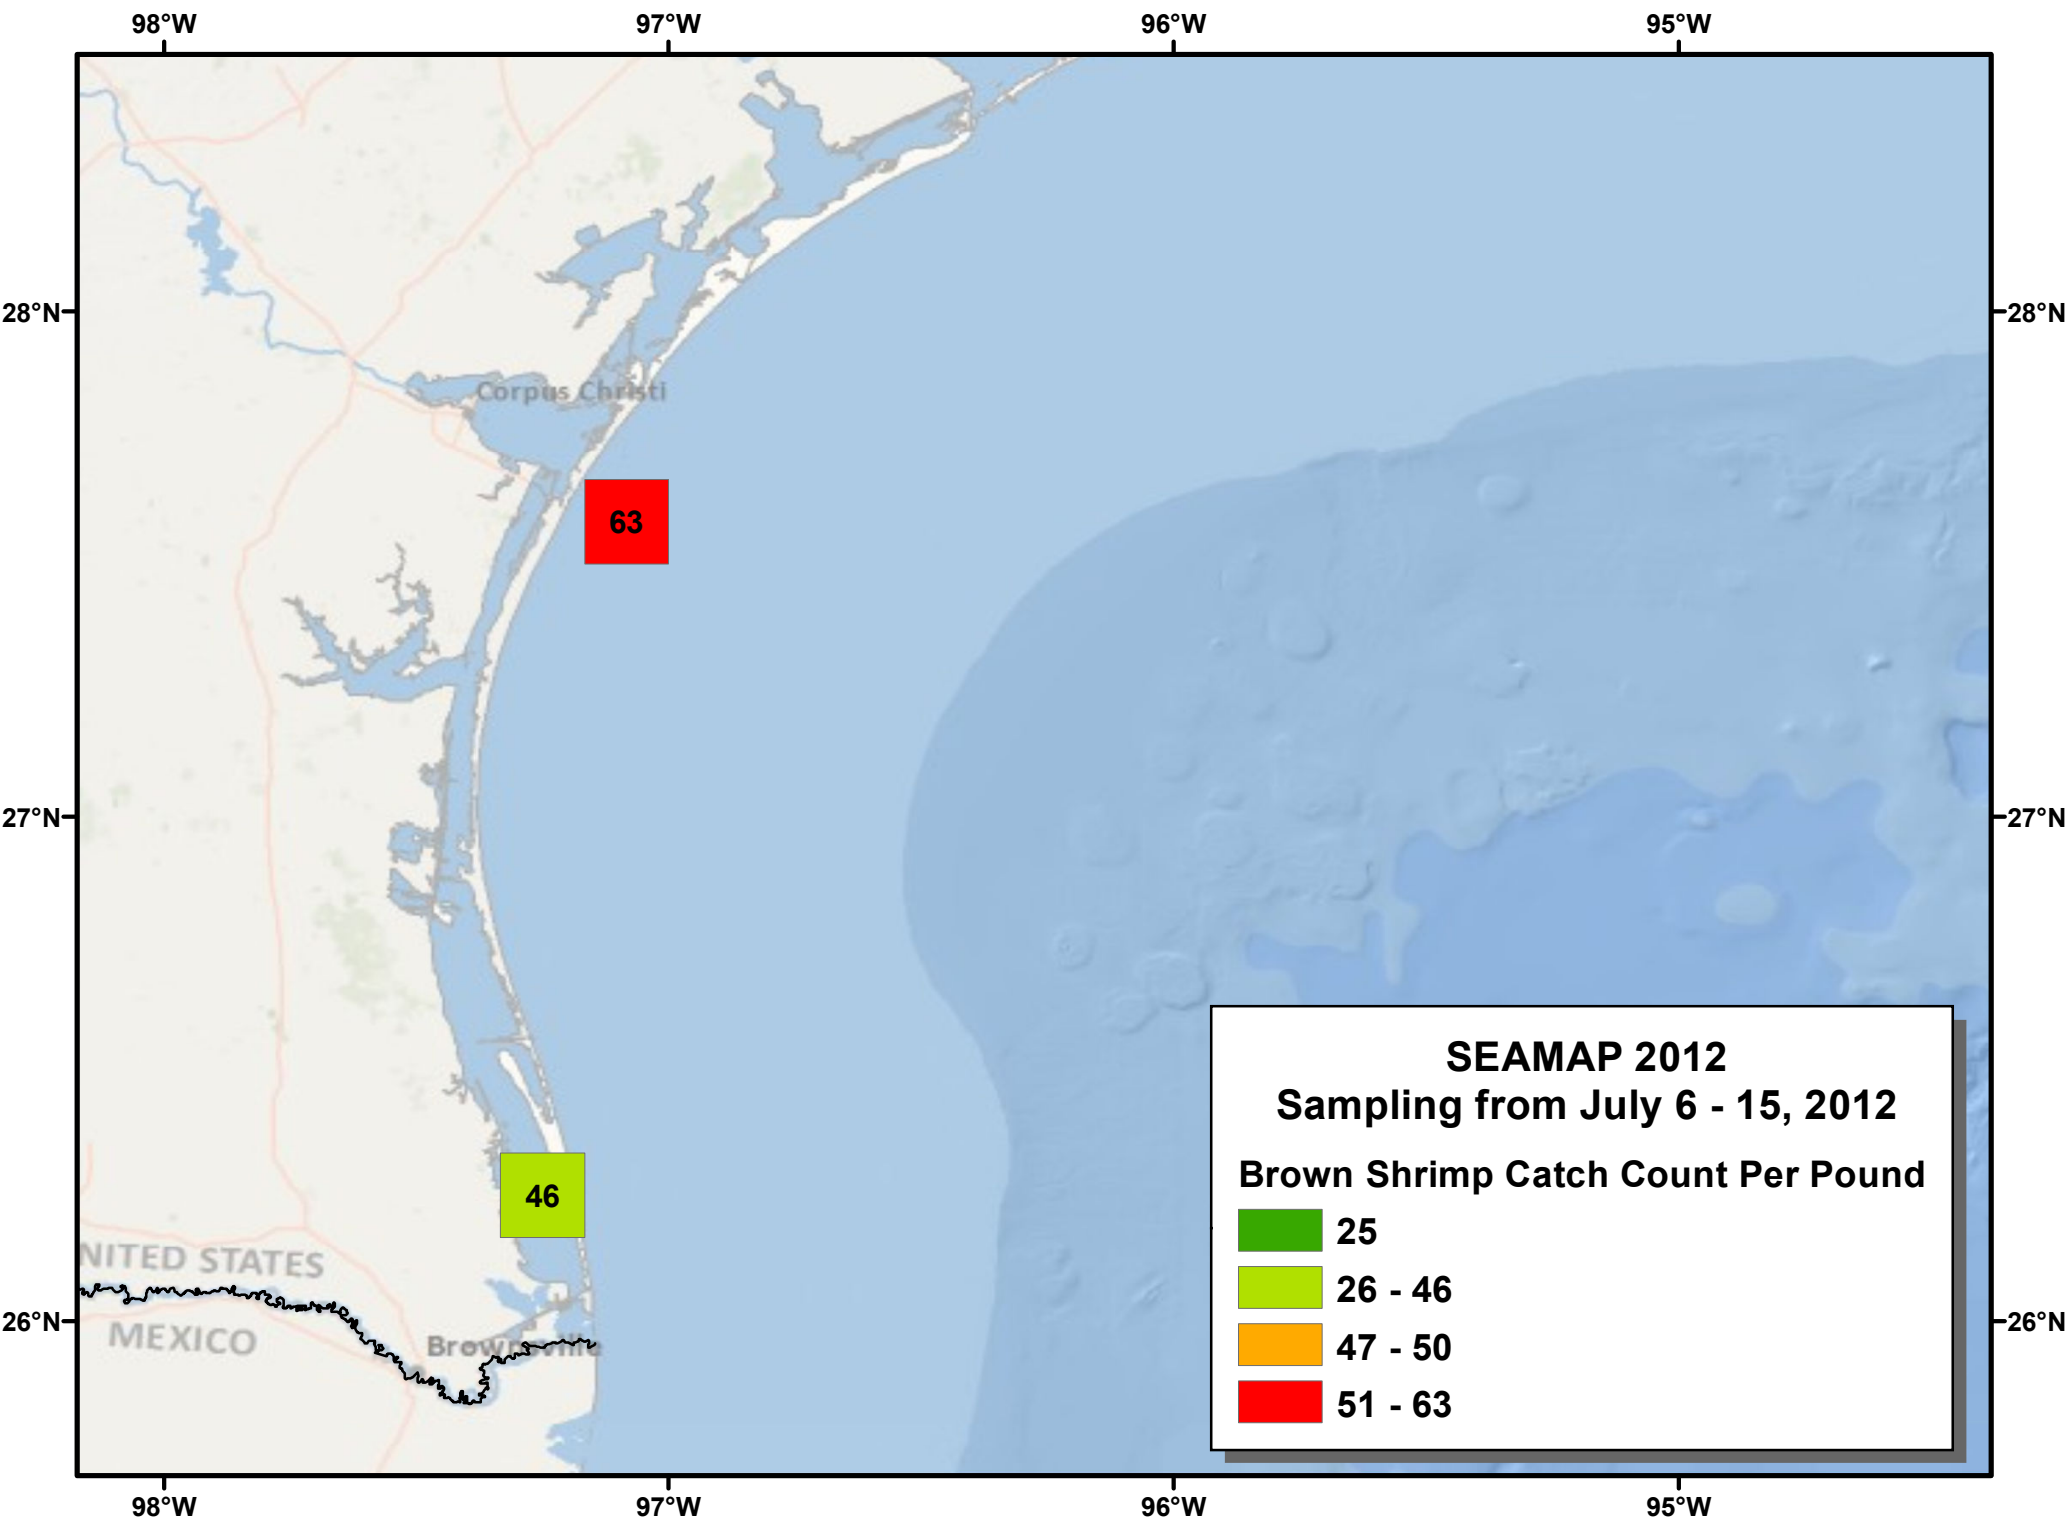 98°W
97°W
96°W
95°W
28°N
28°N
Corpus Christi
63
27°N
27°N
SEAMAP 2012
Sampling from July 6 - 15, 2012
Brown Shrimp Catch Count Per Pound
46
25
NITED STATES
26 - 46
26°N
26°N
MEXICO
Brownsville
47 - 50
51 - 63
98°W
97°W
96°W
95°W